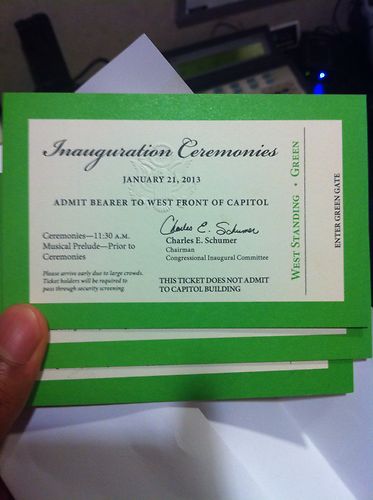 Inauguration Ceremonies
JANUARY 21, 2013
ADMIT BEARER TO WEST FRONT OF CAPITOL
Ceremonies—11:30 A.M.
Musical Prelude—Prior to
Ceremonies
Please arrive early due to large crowds.
Ticket holders will be required to
pass through security screening.
Charles E. Schumer
Charles E. Schumer
Chairman
Congressional Inaugural Committee
THIS TICKET DOES NOT ADMIT
TO CAPITOL BUILDING
WEST STANDING • GREEN
ENTER GREEN GATE